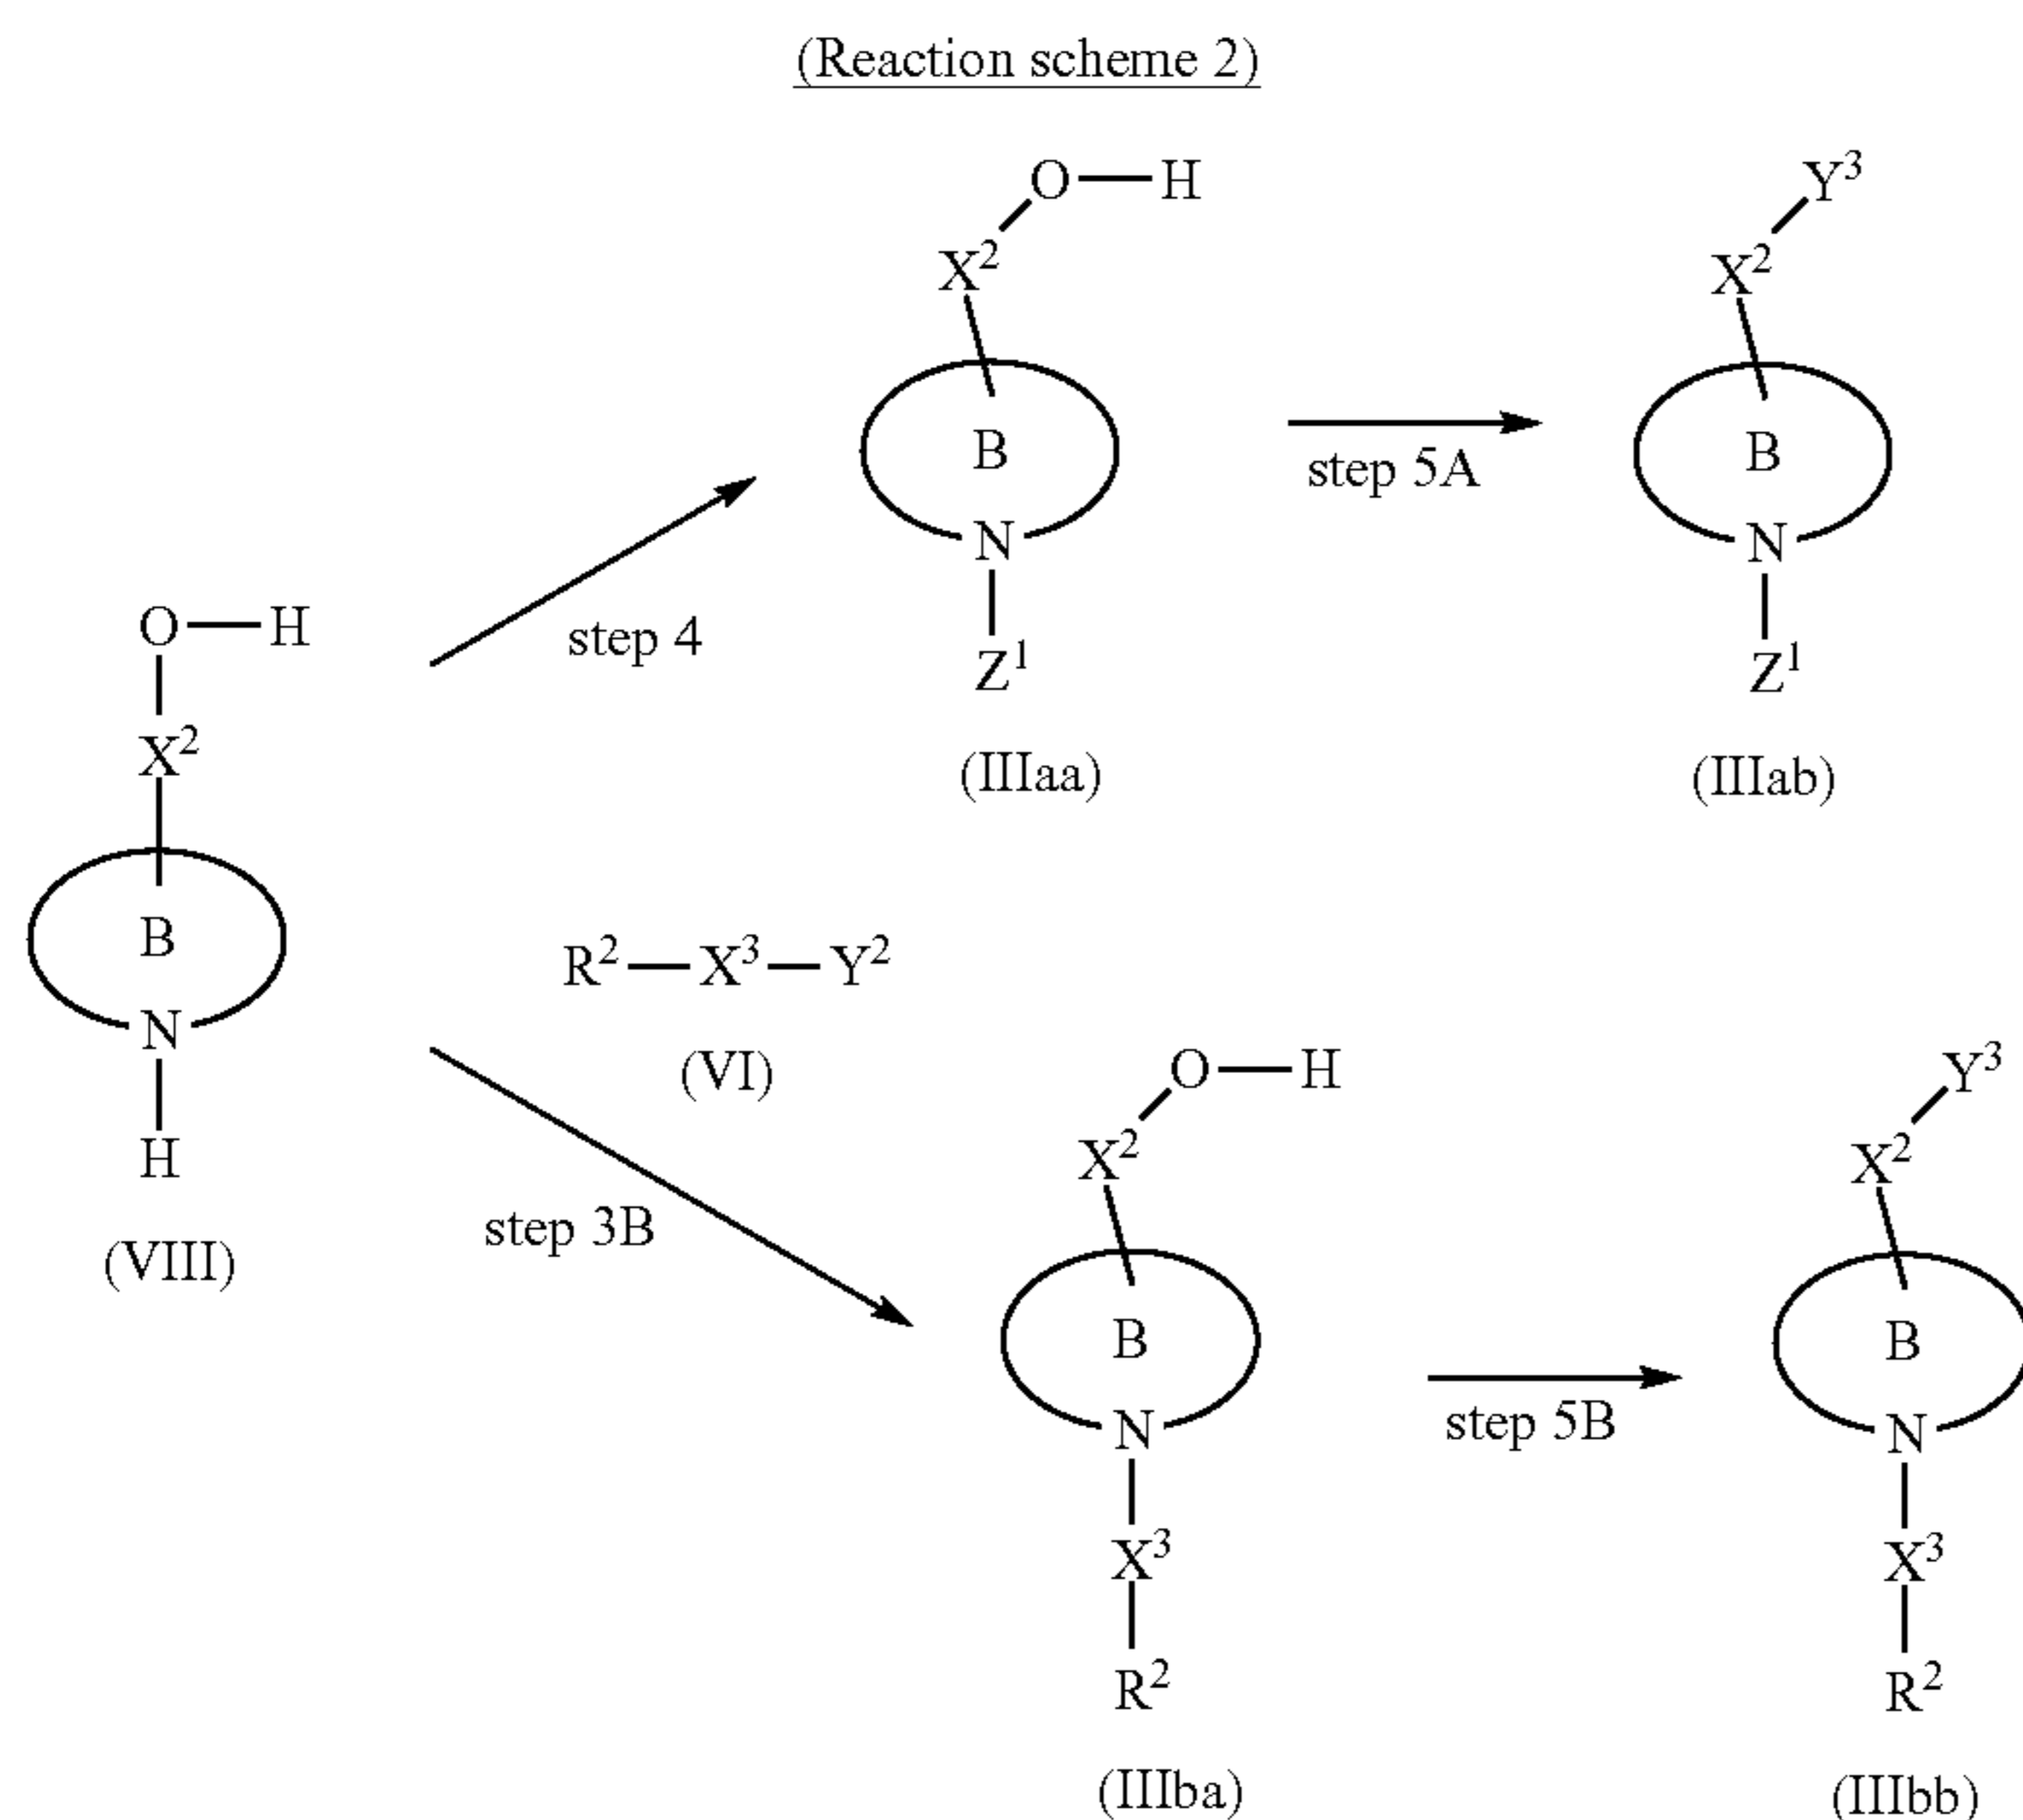 (Reaction scheme 2)
O—H
X²
B
N
Z¹
(IIIaa)
step 5A
Y³
X²
B
N
Z¹
(IIIab)
step 4
O—H
X²
B
N
H
(VIII)
R²—X³—Y²
(VI)
step 3B
O—H
X²
B
N
X³
R²
(IIIba)
step 5B
Y³
X²
B
N
X³
R²
(IIIbb)